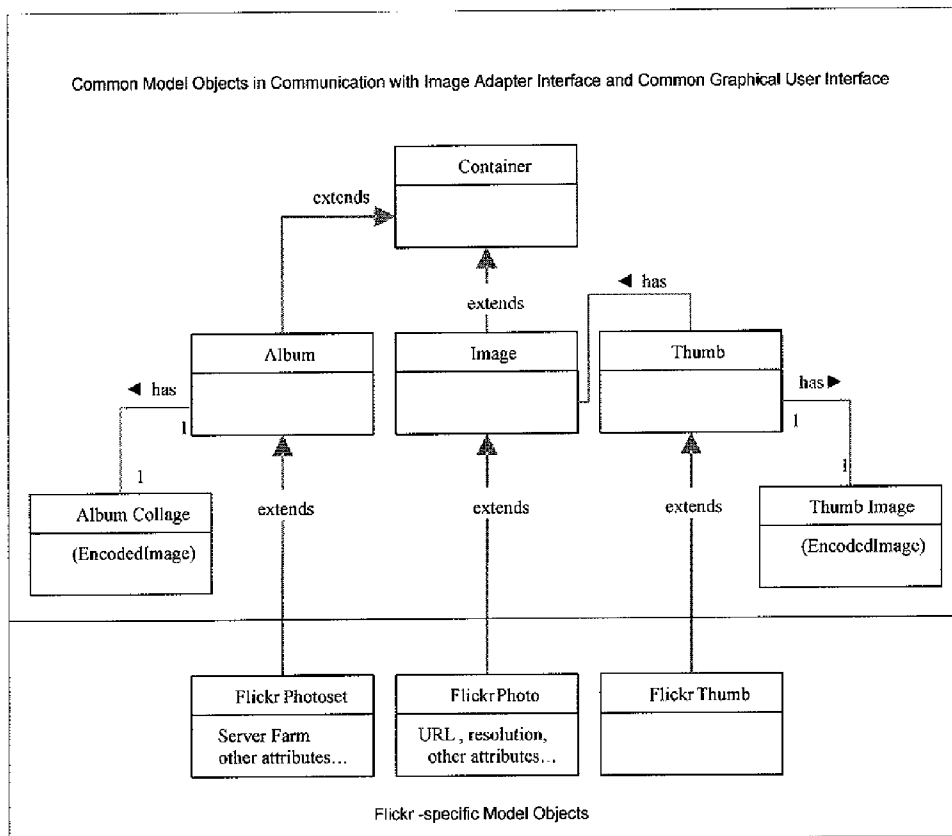 Common Model Objects in Communication with Image Adapter Interface and Common Graphical User Interface
Container
extends
◄ has
extends
Album
Image
Thumb
◄ has
has ►
1
1
1
1
extends
extends
extends
Album Collage
(EncodedImage)
Thumb Image
(EncodedImage)
Flickr Photoset
Server Farm
other attributes...
Flickr Photo
URL , resolution,
other attributes...
Flickr Thumb
Flickr -specific Model Objects